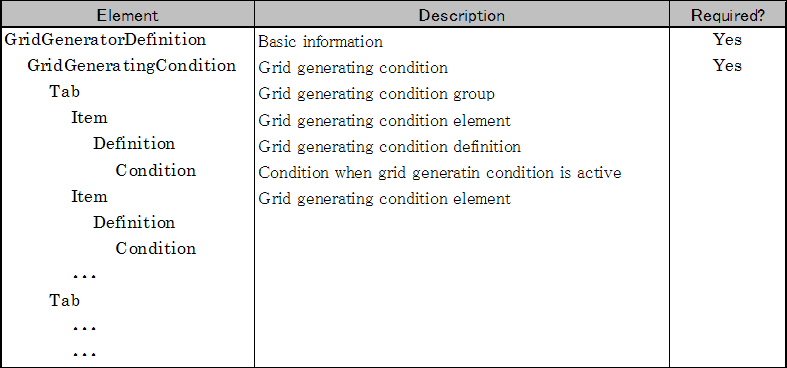 Element Description Required?
GridGeneratorDefinition Basic information Yes
GridGeneratingCondition Grid generating condition Yes
Tab Grid generating condition group
Item Grid generating condition element
Definition Grid generating condition definition
Condition Condition when grid generatin condition is active
Item Grid generating condition element
Definition
Condition
...
Tab
...
...